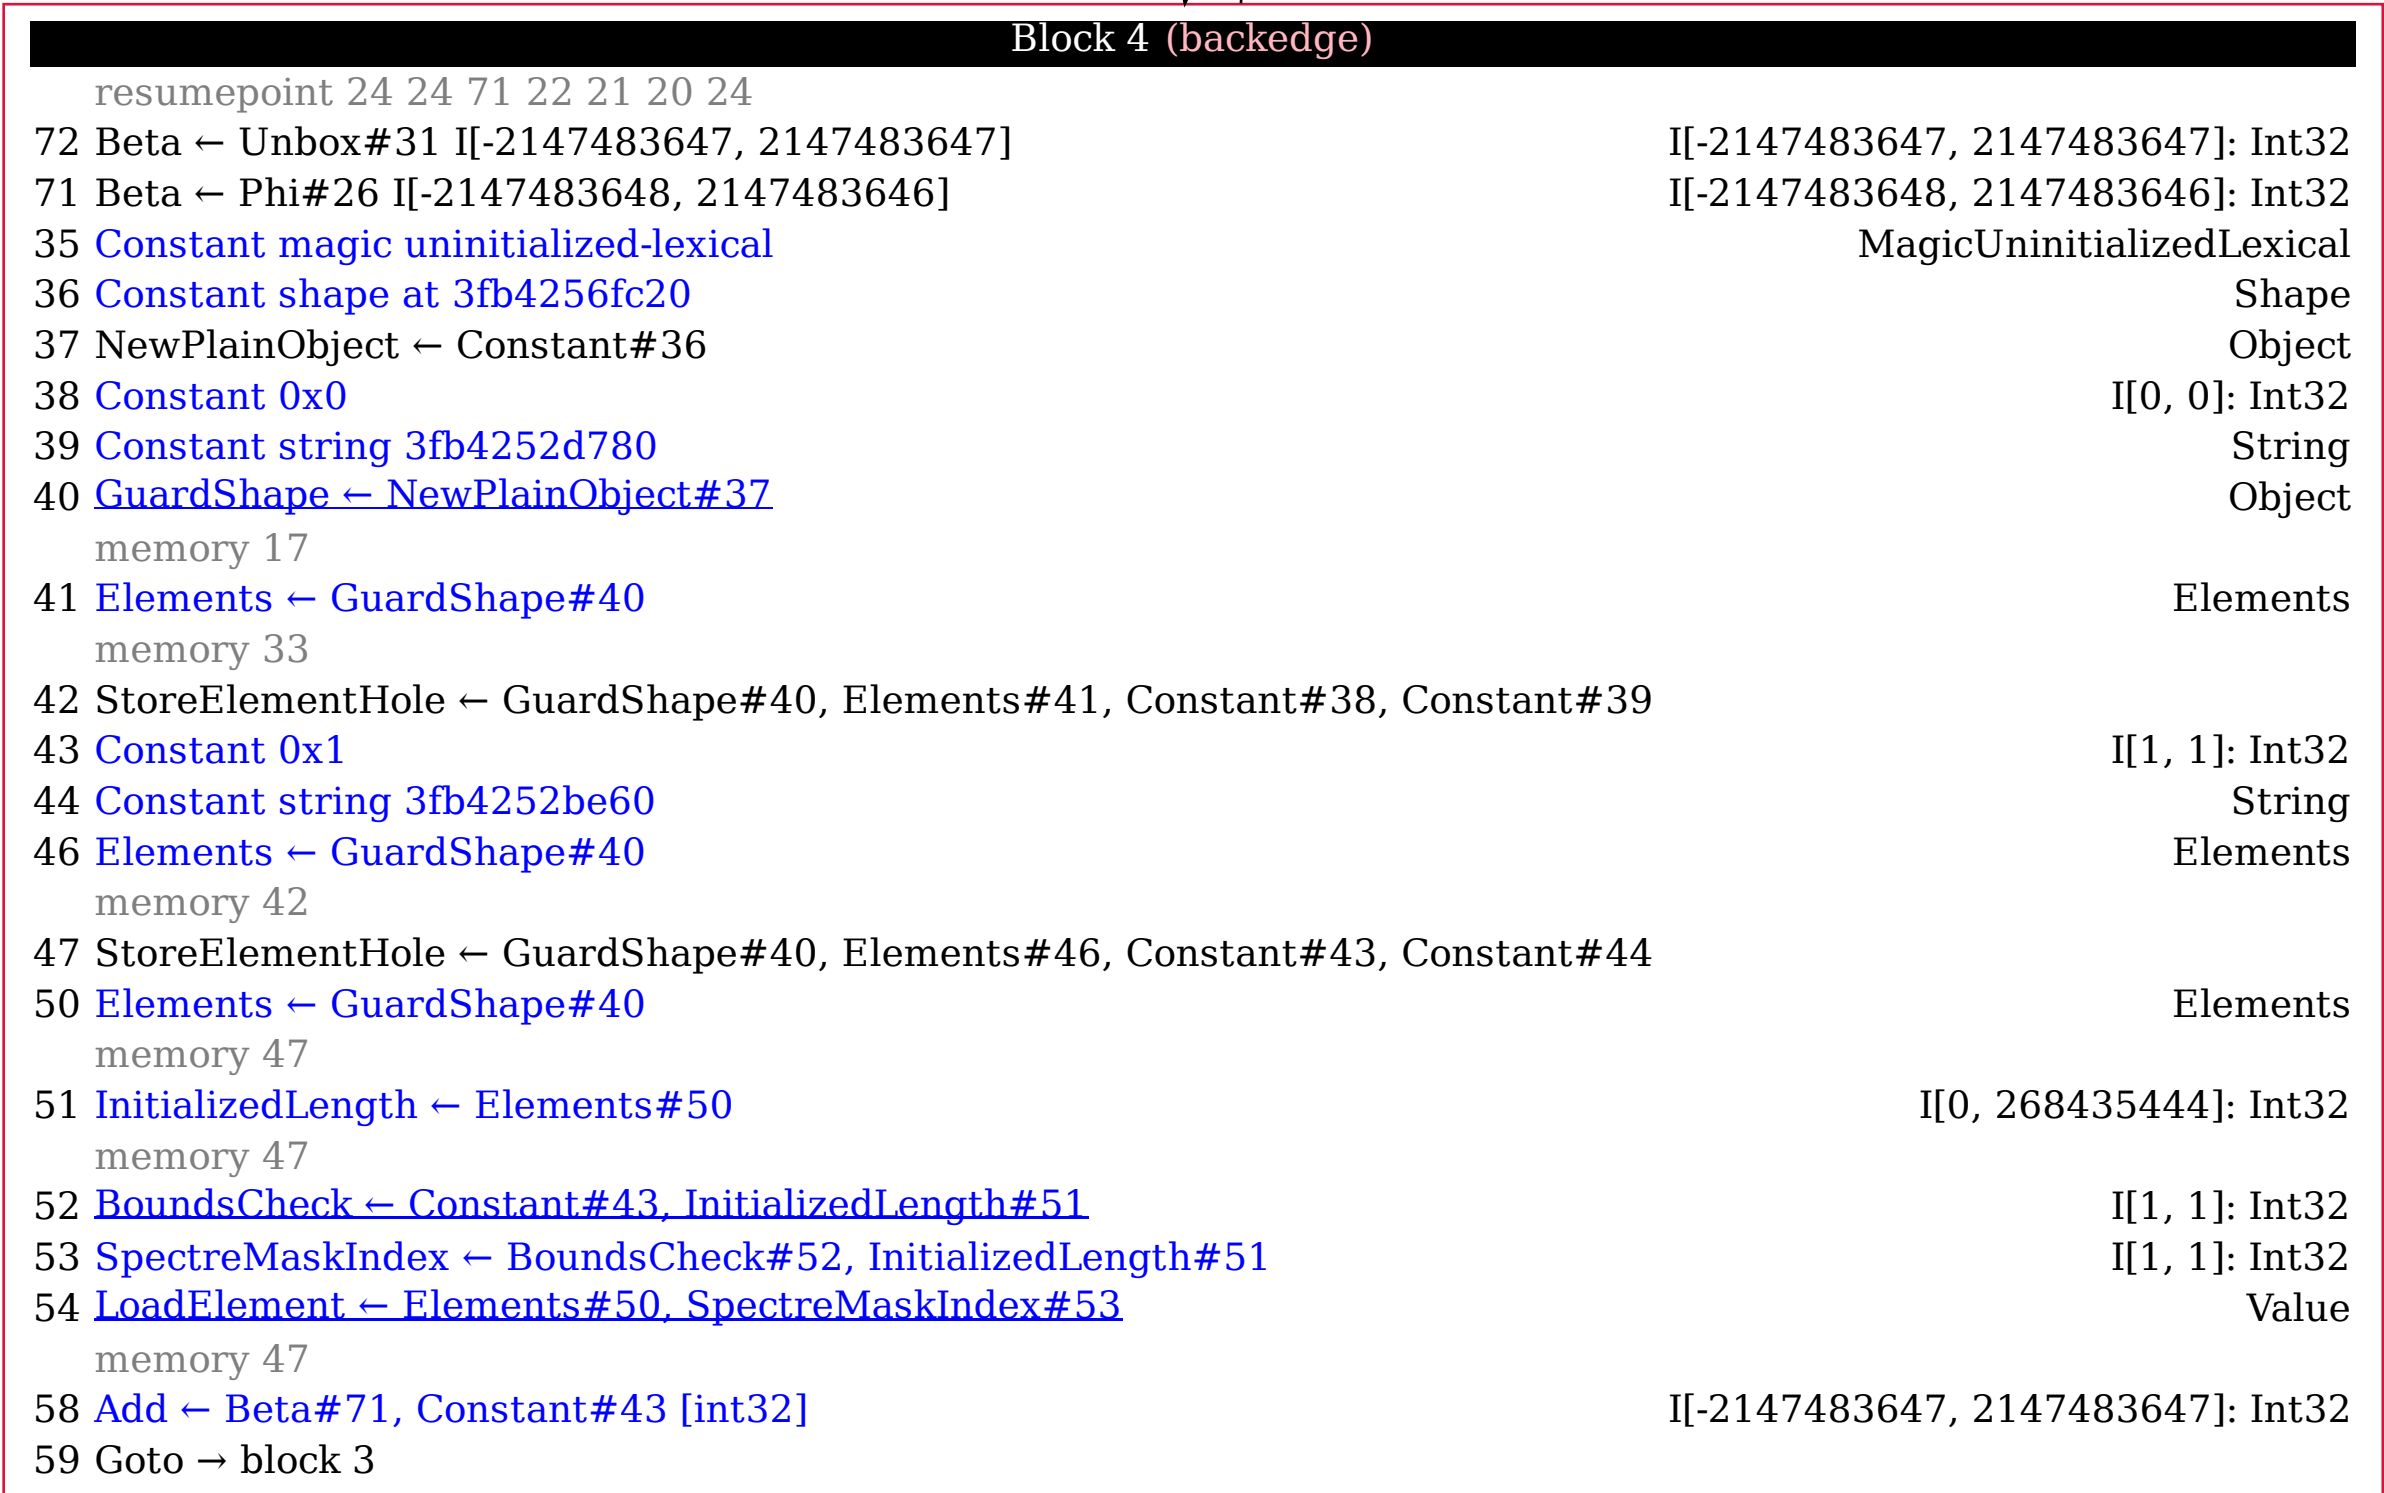 Block 4 (backedge)
resumepoint 24 24 71 22 21 20 24
72 Beta ← Unbox#31 I[-2147483647, 2147483647] I[-2147483647, 2147483647]: Int32
71 Beta ← Phi#26 I[-2147483648, 2147483646] I[-2147483648, 2147483646]: Int32
35 Constant magic uninitialized-lexical MagicUninitializedLexical
36 Constant shape at 3fb4256fc20 Shape
37 NewPlainObject ← Constant#36 Object
38 Constant 0x0 I[0, 0]: Int32
39 Constant string 3fb4252d780 String
40 GuardShape ← NewPlainObject#37 Object
memory 17
41 Elements ← GuardShape#40 Elements
memory 33
42 StoreElementHole ← GuardShape#40, Elements#41, Constant#38, Constant#39
43 Constant 0x1 I[1, 1]: Int32
44 Constant string 3fb4252be60 String
46 Elements ← GuardShape#40 Elements
memory 42
47 StoreElementHole ← GuardShape#40, Elements#46, Constant#43, Constant#44
50 Elements ← GuardShape#40 Elements
memory 47
51 InitializedLength ← Elements#50 I[0, 268435444]: Int32
memory 47
52 BoundsCheck ← Constant#43, InitializedLength#51 I[1, 1]: Int32
53 SpectreMaskIndex ← BoundsCheck#52, InitializedLength#51 I[1, 1]: Int32
54 LoadElement ← Elements#50, SpectreMaskIndex#53 Value
memory 47
58 Add ← Beta#71, Constant#43 [int32] I[-2147483647, 2147483647]: Int32
59 Goto → block 3